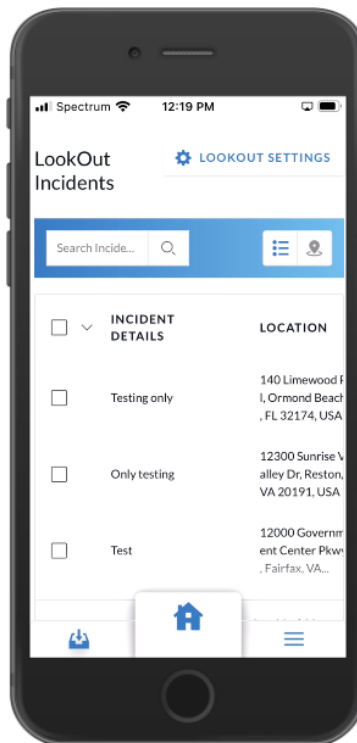 Spectrum 12:19 PM
LookOut
Incidents
LOOKOUT SETTINGS
Search Incide...
INCIDENT
DETAILS
LOCATION
Testing only
140 Limewood
l, Ormond Beach
, FL 32174, USA
Only testing
12300 Sunrise V
alley Dr, Reston,
VA 20191, USA
Test
12000 Governm
ent Center Pkwy
, Fairfax, VA...